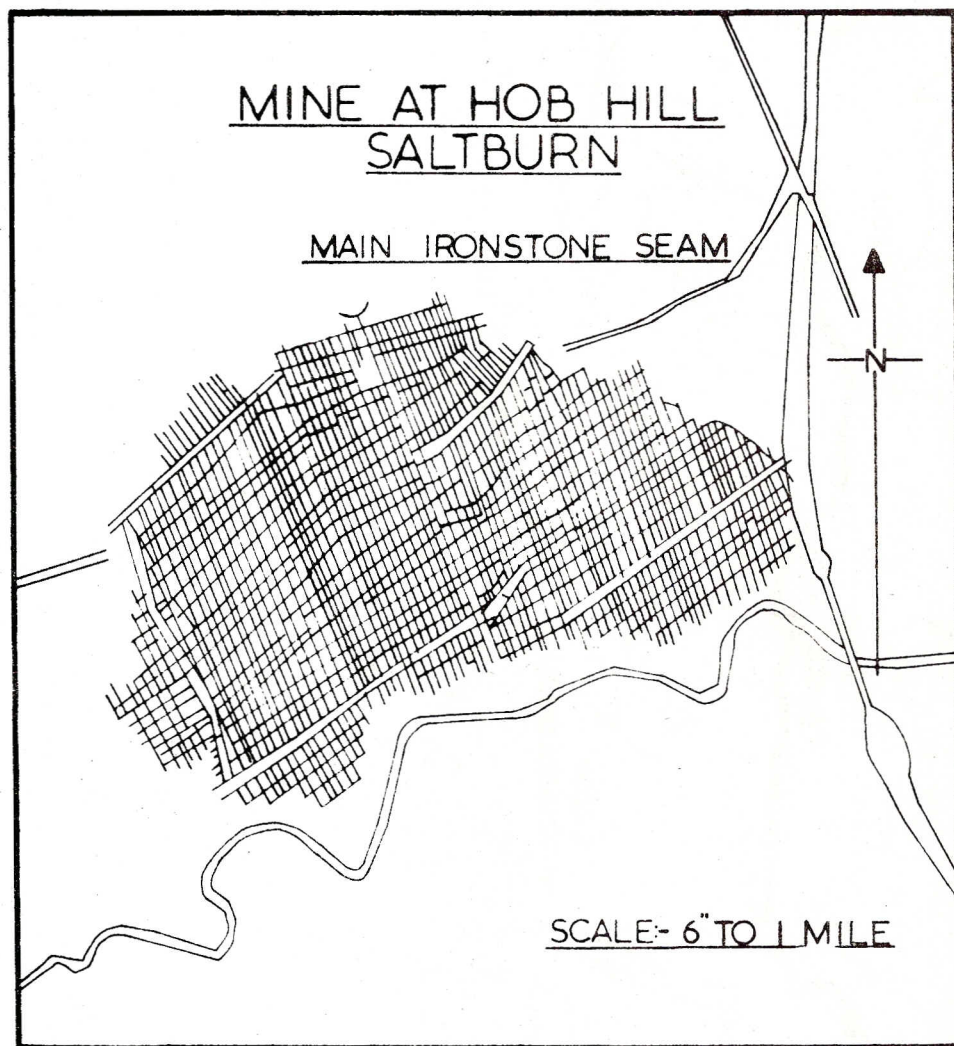 MINE AT HOB HILL
SALTBURN
MAIN IRONSTONE SEAM
N
SCALE:- 6" TO 1 MILE